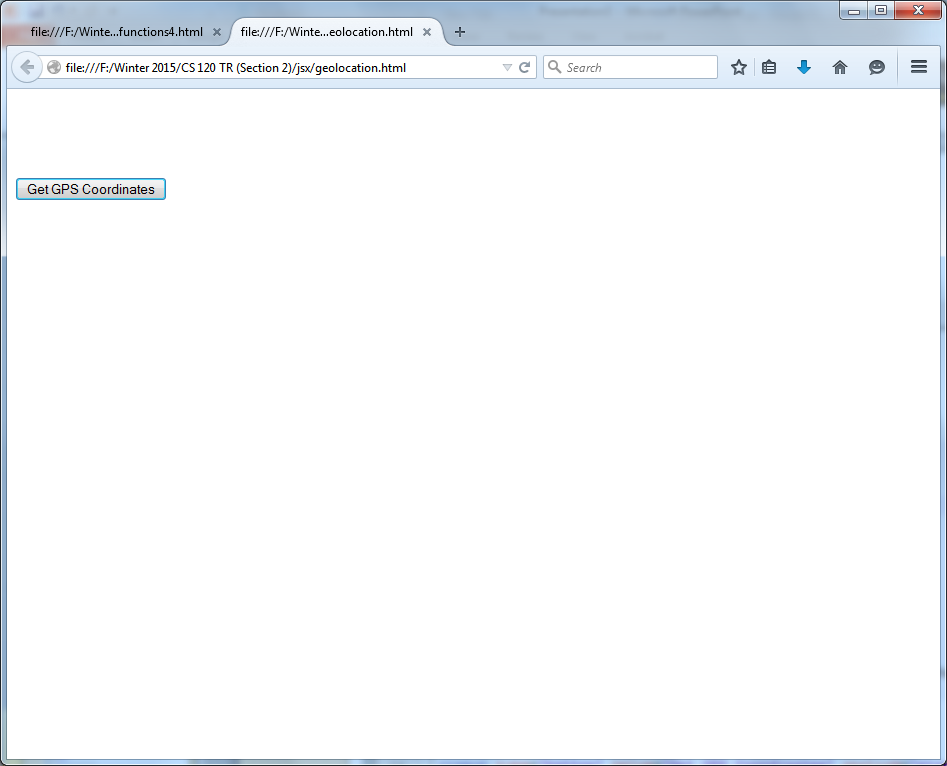 file:///F:/Winte...functions4.html
file:///F:/Winte...eolocation.html
file:///F:/Winter 2015/CS 120 TR (Section 2)/jsx/geolocation.html
Search
Get GPS Coordinates